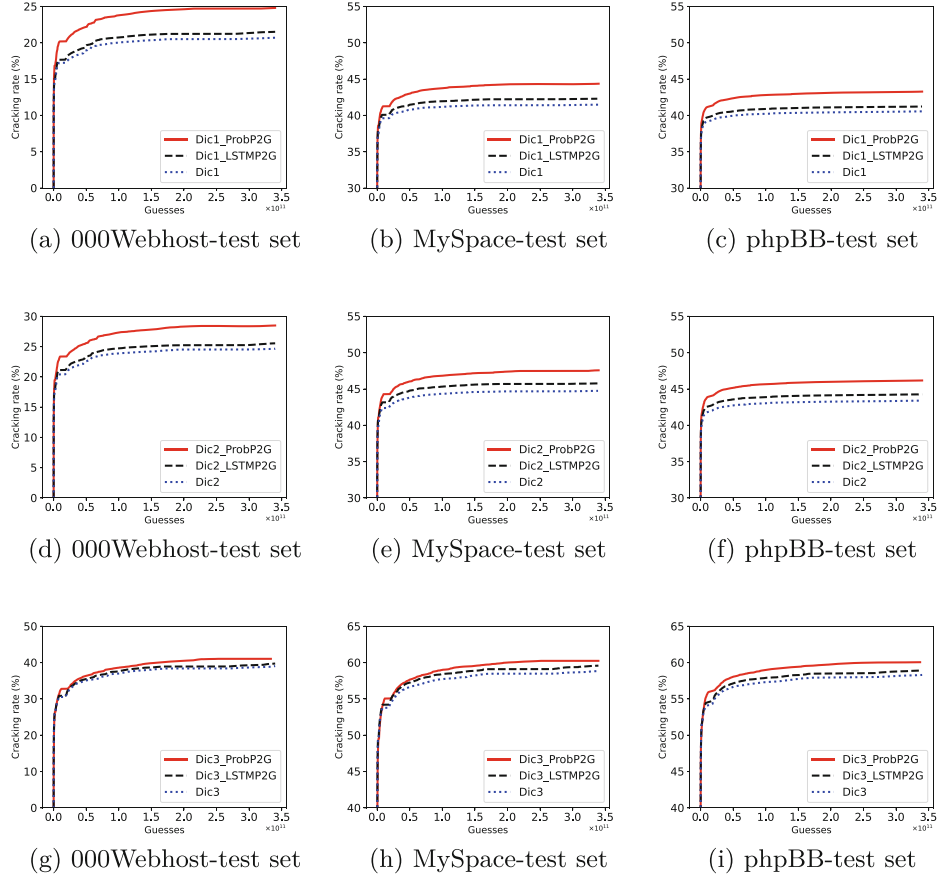 25
20
15
10
5
0
Cracking rate (%)
Dic1_ProbP2G
Dic1_LSTMP2G
Dic1
0.0 0.5 1.0 1.5 2.0 2.5 3.0 3.5
Guesses
×10¹¹
(a) 000Webhost-test set
55
50
45
40
35
30
Cracking rate (%)
Dic1_ProbP2G
Dic1_LSTMP2G
Dic1
0.0 0.5 1.0 1.5 2.0 2.5 3.0 3.5
Guesses
×10¹¹
(b) MySpace-test set
55
50
45
40
35
30
Cracking rate (%)
Dic1_ProbP2G
Dic1_LSTMP2G
Dic1
0.0 0.5 1.0 1.5 2.0 2.5 3.0 3.5
Guesses
×10¹¹
(c) phpBB-test set
30
25
20
15
10
5
0
Cracking rate (%)
Dic2_ProbP2G
Dic2_LSTMP2G
Dic2
0.0 0.5 1.0 1.5 2.0 2.5 3.0 3.5
Guesses
×10¹¹
(d) 000Webhost-test set
55
50
45
40
35
30
Cracking rate (%)
Dic2_ProbP2G
Dic2_LSTMP2G
Dic2
0.0 0.5 1.0 1.5 2.0 2.5 3.0 3.5
Guesses
×10¹¹
(e) MySpace-test set
55
50
45
40
35
30
Cracking rate (%)
Dic2_ProbP2G
Dic2_LSTMP2G
Dic2
0.0 0.5 1.0 1.5 2.0 2.5 3.0 3.5
Guesses
×10¹¹
(f) phpBB-test set
50
40
30
20
10
0
Cracking rate (%)
Dic3_ProbP2G
Dic3_LSTMP2G
Dic3
0.0 0.5 1.0 1.5 2.0 2.5 3.0 3.5
Guesses
×10¹¹
(g) 000Webhost-test set
65
60
55
50
45
40
Cracking rate (%)
Dic3_ProbP2G
Dic3_LSTMP2G
Dic3
0.0 0.5 1.0 1.5 2.0 2.5 3.0 3.5
Guesses
×10¹¹
(h) MySpace-test set
65
60
55
50
45
40
Cracking rate (%)
Dic3_ProbP2G
Dic3_LSTMP2G
Dic3
0.0 0.5 1.0 1.5 2.0 2.5 3.0 3.5
Guesses
×10¹¹
(i) phpBB-test set